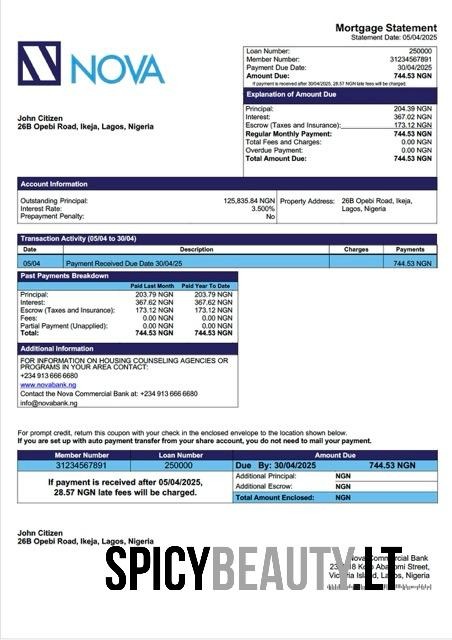 Mortgage Statement
Statement Date: 05/04/2025
NOVA
Loan Number: 250000
Member Number: 31234567891
Payment Due Date: 30/04/2025
Amount Due: 744.53 NGN
If payment is received after 30/04/2025, 28.57 NGN late fees will be charged.
Explanation of Amount Due
Principal: 204.39 NGN
Interest: 367.02 NGN
Escrow (Taxes and Insurance): 173.12 NGN
Regular Monthly Payment: 744.53 NGN
Total Fees and Charges: 0.00 NGN
Overdue Payment: 0.00 NGN
Total Amount Due: 744.53 NGN
John Citizen
26B Opebi Road, Ikeja, Lagos, Nigeria
Account Information
Outstanding Principal: 125,835.84 NGN Property Address: 26B Opebi Road, Ikeja,
Interest Rate: 3.500% Lagos, Nigeria
Prepayment Penalty: No
Transaction Activity (05/04 to 30/04)
Date Description Charges Payments
05/04 Payment Received Due Date 30/04/25 744.53 NGN
Past Payments Breakdown
Paid Last Month Paid Year To Date
Principal: 203.79 NGN 203.79 NGN
Interest: 367.62 NGN 367.62 NGN
Escrow (Taxes and Insurance): 173.12 NGN 173.12 NGN
Fees: 0.00 NGN 0.00 NGN
Partial Payment (Unapplied): 0.00 NGN 0.00 NGN
Total: 744.53 NGN 744.53 NGN
Additional Information
FOR INFORMATION ON HOUSING COUNSELING AGENCIES OR
PROGRAMS IN YOUR AREA CONTACT:
+234 913 666 6680
www.novabank.ng
Contact the Nova Commercial Bank at: +234 913 666 6680
info@novabank.ng
For prompt credit, return this coupon with your check in the enclosed envelope to the location shown below.
If you are set up with auto payment transfer from your share account, you do not need to mail your payment.
Member Number Loan Number Amount Due
31234567891 250000 Due By: 30/04/2025 744.53 NGN
If payment is received after 05/04/2025,
28.57 NGN late fees will be charged.
Additional Principal: NGN
Additional Escrow: NGN
Total Amount Enclosed: NGN
John Citizen
26B Opebi Road, Ikeja, Lagos, Nigeria
SPICYBEAUTY.LT
Bank
Street,
Nigeria